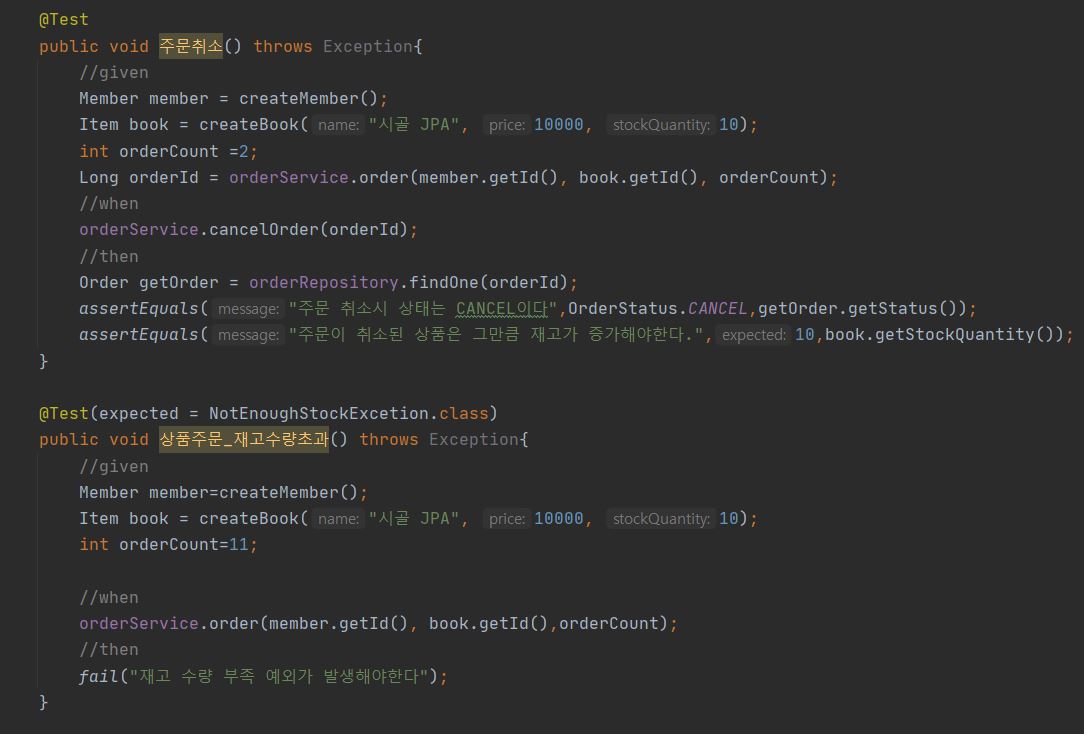 @Test
public void 주문취소() throws Exception{
//given
Member member = createMember();
Item book = createBook( name: "시골 JPA", price: 10000, stockQuantity: 10);
int orderCount =2;
Long orderId = orderService.order(member.getId(), book.getId(), orderCount);
//when
orderService.cancelOrder(orderId);
//then
Order getOrder = orderRepository.findOne(orderId);
assertEquals( message: "주문 취소시 상태는 CANCEL이다",OrderStatus.CANCEL,getOrder.getStatus());
assertEquals( message: "주문이 취소된 상품은 그만큼 재고가 증가해야한다.", expected: 10,book.getStockQuantity());
}
@Test(expected = NotEnoughStockExcetion.class)
public void 상품주문_재고수량초과() throws Exception{
//given
Member member=createMember();
Item book = createBook( name: "시골 JPA", price: 10000, stockQuantity: 10);
int orderCount=11;
//when
orderService.order(member.getId(), book.getId(),orderCount);
//then
fail("재고 수량 부족 예외가 발생해야한다");
}